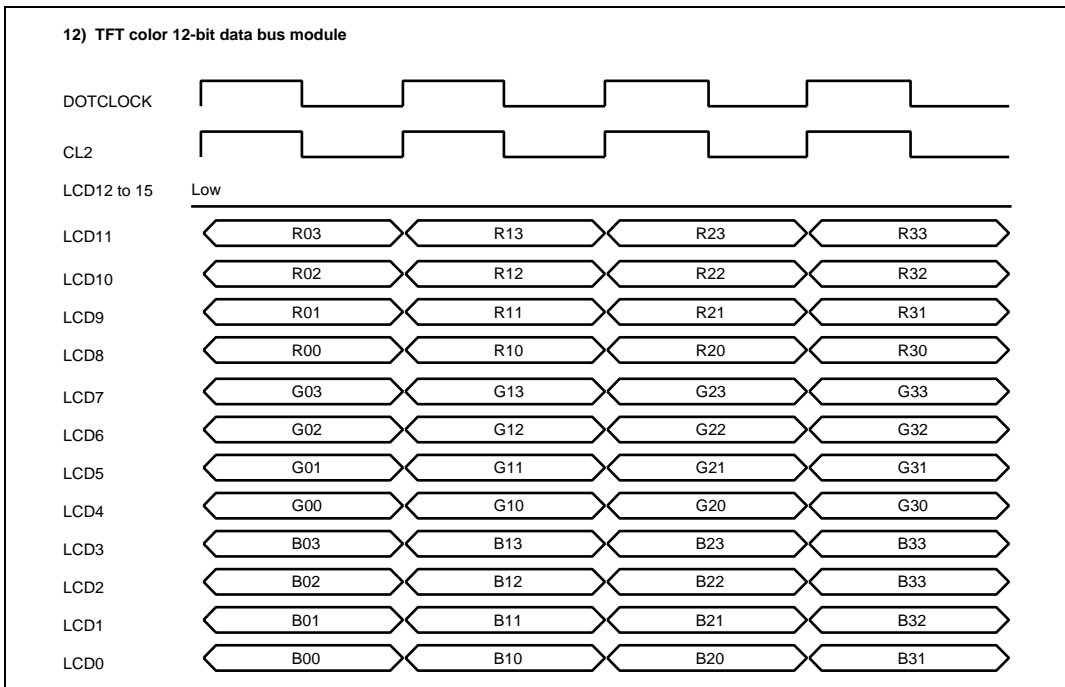 12) TFT color 12-bit data bus module
DOTCLOCK
CL2
LCD12 to 15 Low
LCD11 R03 R13 R23 R33
LCD10 R02 R12 R22 R32
LCD9 R01 R11 R21 R31
LCD8 R00 R10 R20 R30
LCD7 G03 G13 G23 G33
LCD6 G02 G12 G22 G32
LCD5 G01 G11 G21 G31
LCD4 G00 G10 G20 G30
LCD3 B03 B13 B23 B33
LCD2 B02 B12 B22 B33
LCD1 B01 B11 B21 B32
LCD0 B00 B10 B20 B31